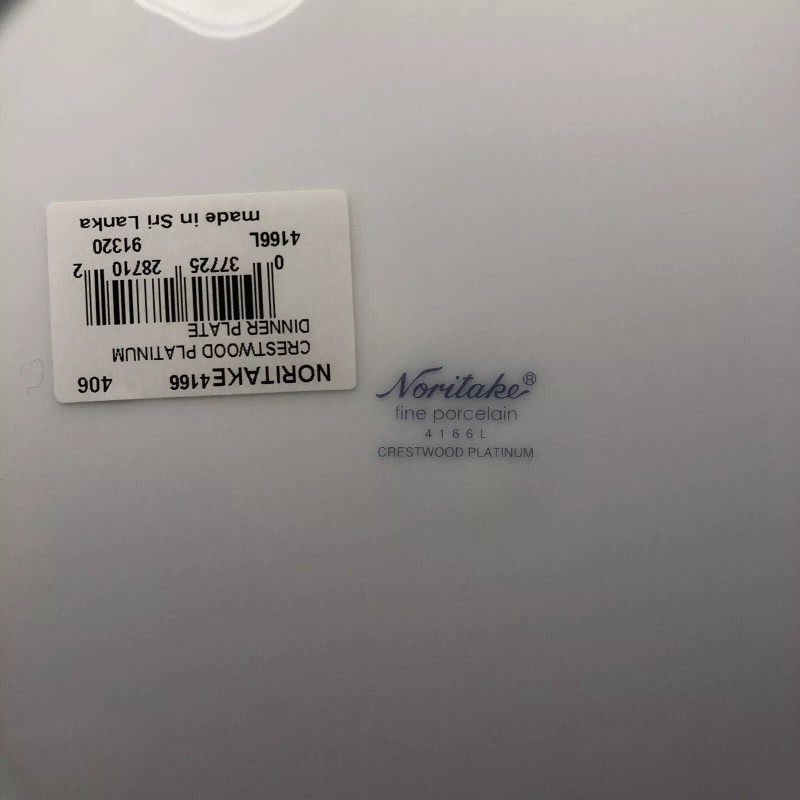 NORITAKE4166 406
CRESTWOOD PLATINUM
DINNER PLATE
0 37725 28710 2
4166L 91320
made in Sri Lanka
Noritake®
fine porcelain
4166L
CRESTWOOD PLATINUM